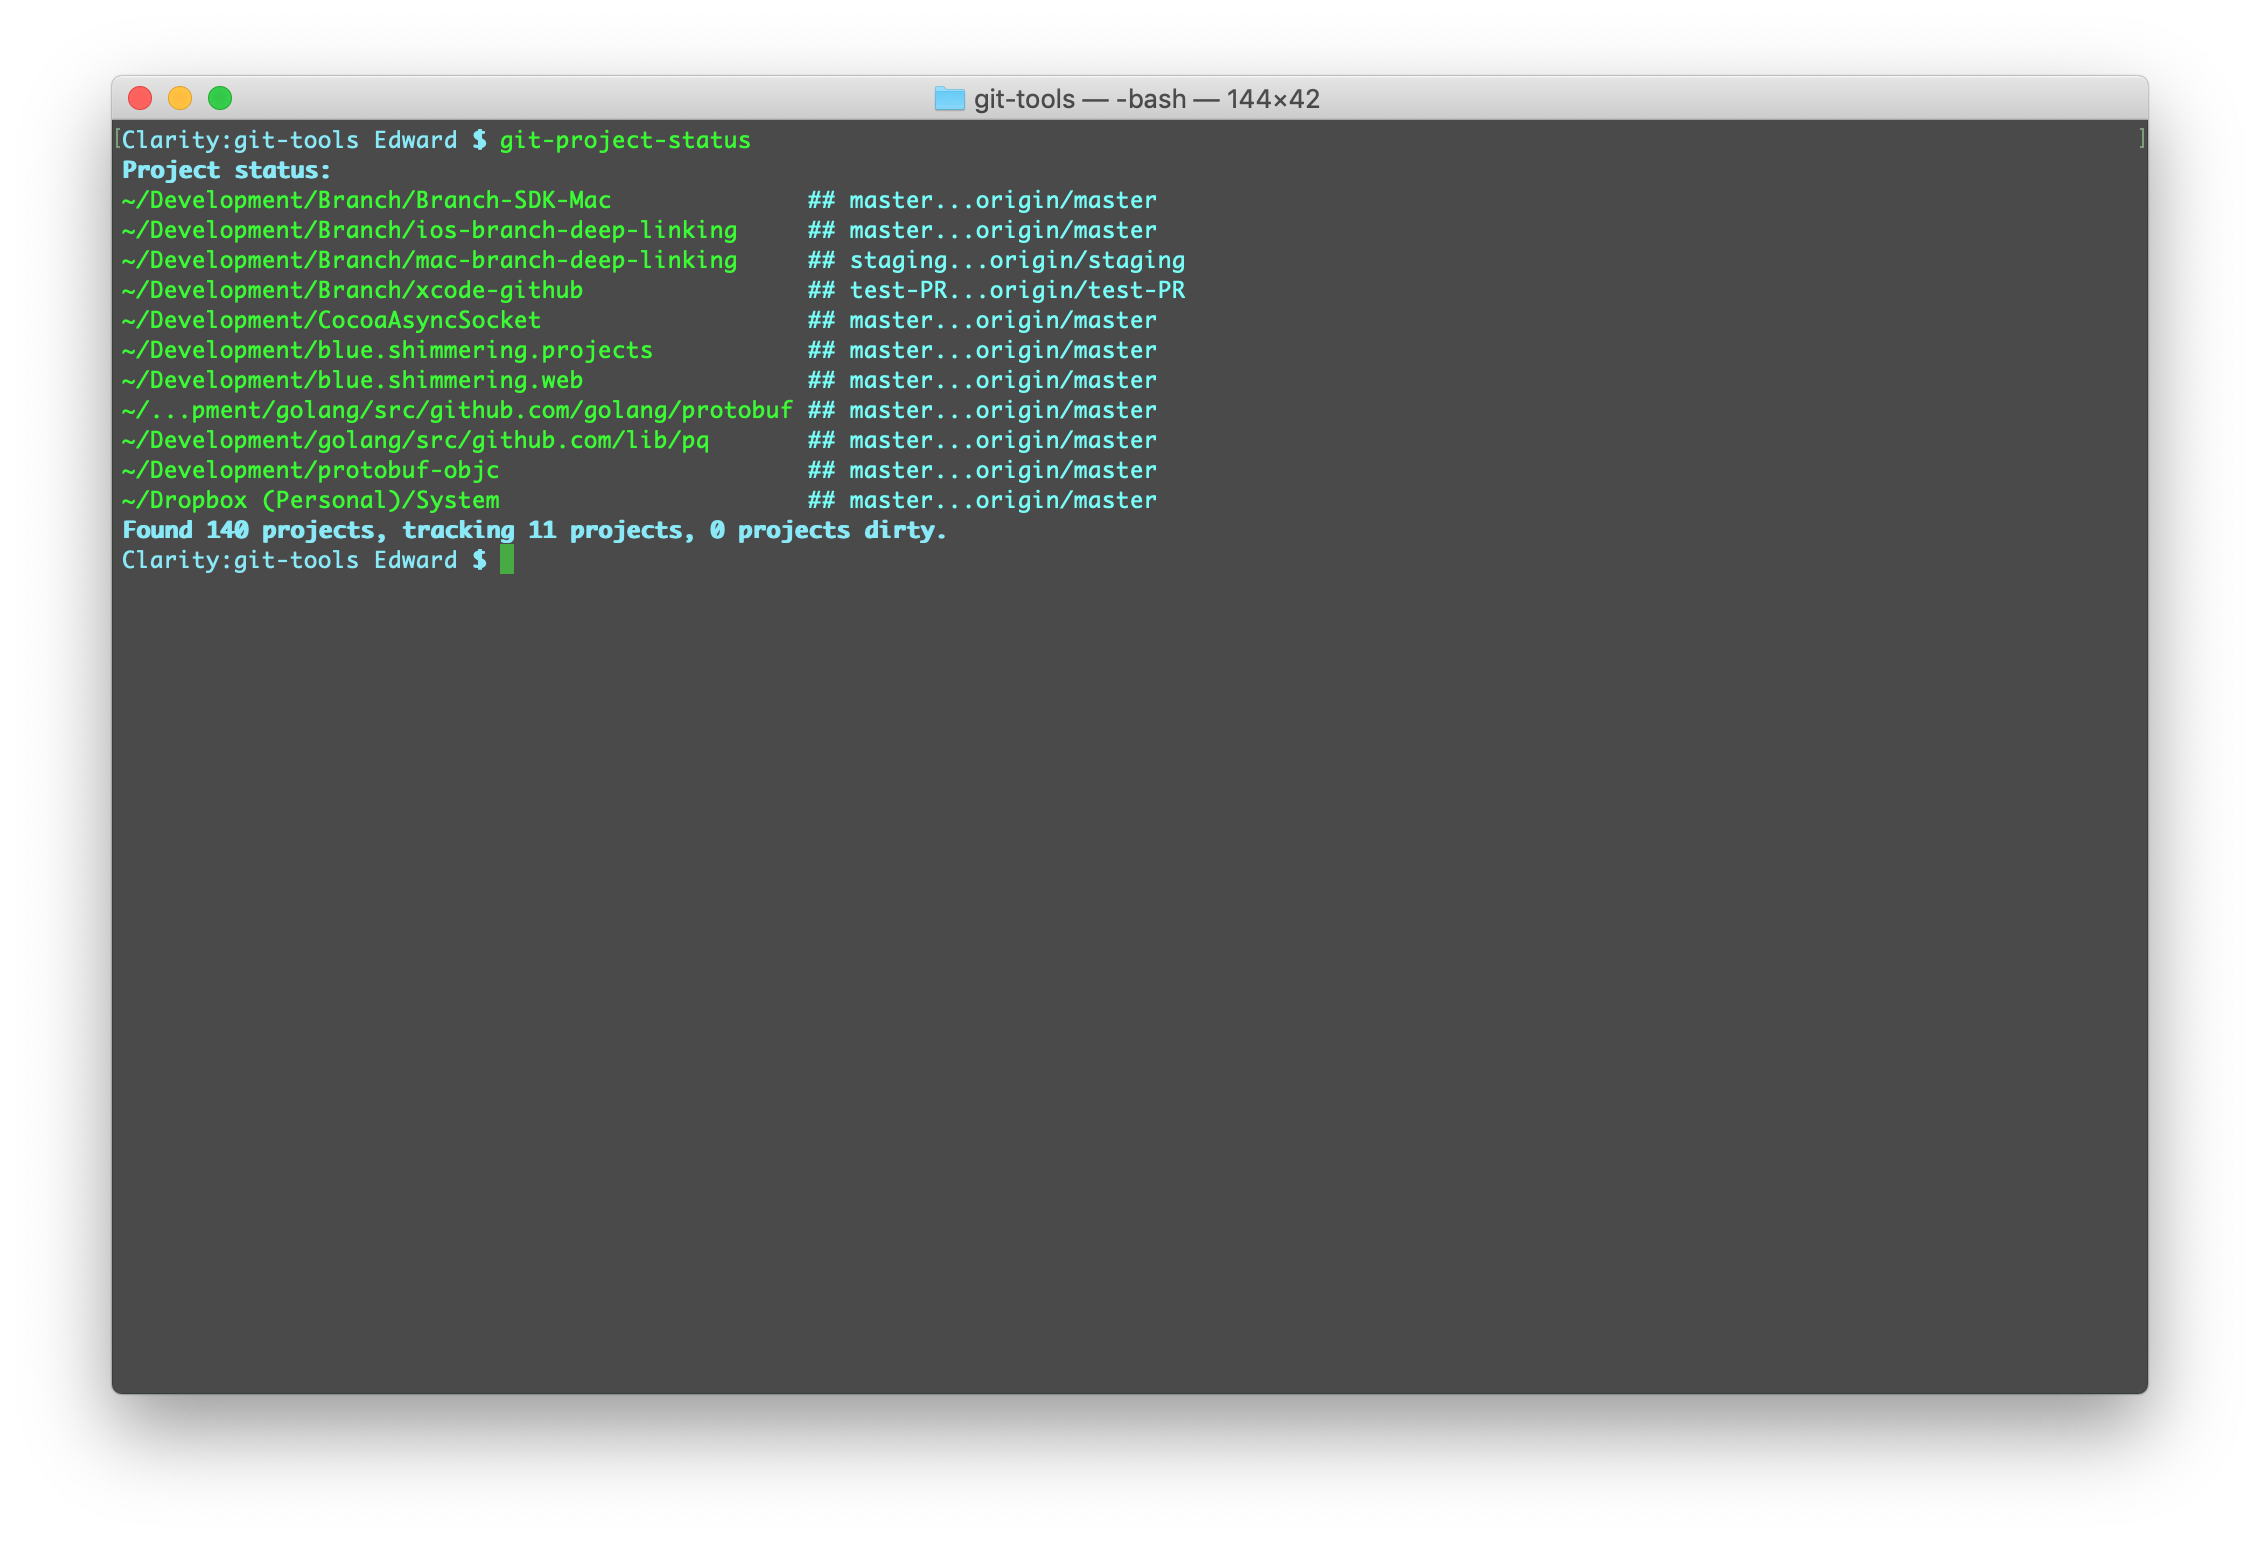 git-tools — -bash — 144×42
[Clarity:git-tools Edward $ git-project-status ]
Project status:
~/Development/Branch/Branch-SDK-Mac ## master...origin/master
~/Development/Branch/ios-branch-deep-linking ## master...origin/master
~/Development/Branch/mac-branch-deep-linking ## staging...origin/staging
~/Development/Branch/xcode-github ## test-PR...origin/test-PR
~/Development/CocoaAsyncSocket ## master...origin/master
~/Development/blue.shimmering.projects ## master...origin/master
~/Development/blue.shimmering.web ## master...origin/master
~/...pment/golang/src/github.com/golang/protobuf ## master...origin/master
~/Development/golang/src/github.com/lib/pq ## master...origin/master
~/Development/protobuf-objc ## master...origin/master
~/Dropbox (Personal)/System ## master...origin/master
Found 140 projects, tracking 11 projects, 0 projects dirty.
Clarity:git-tools Edward $